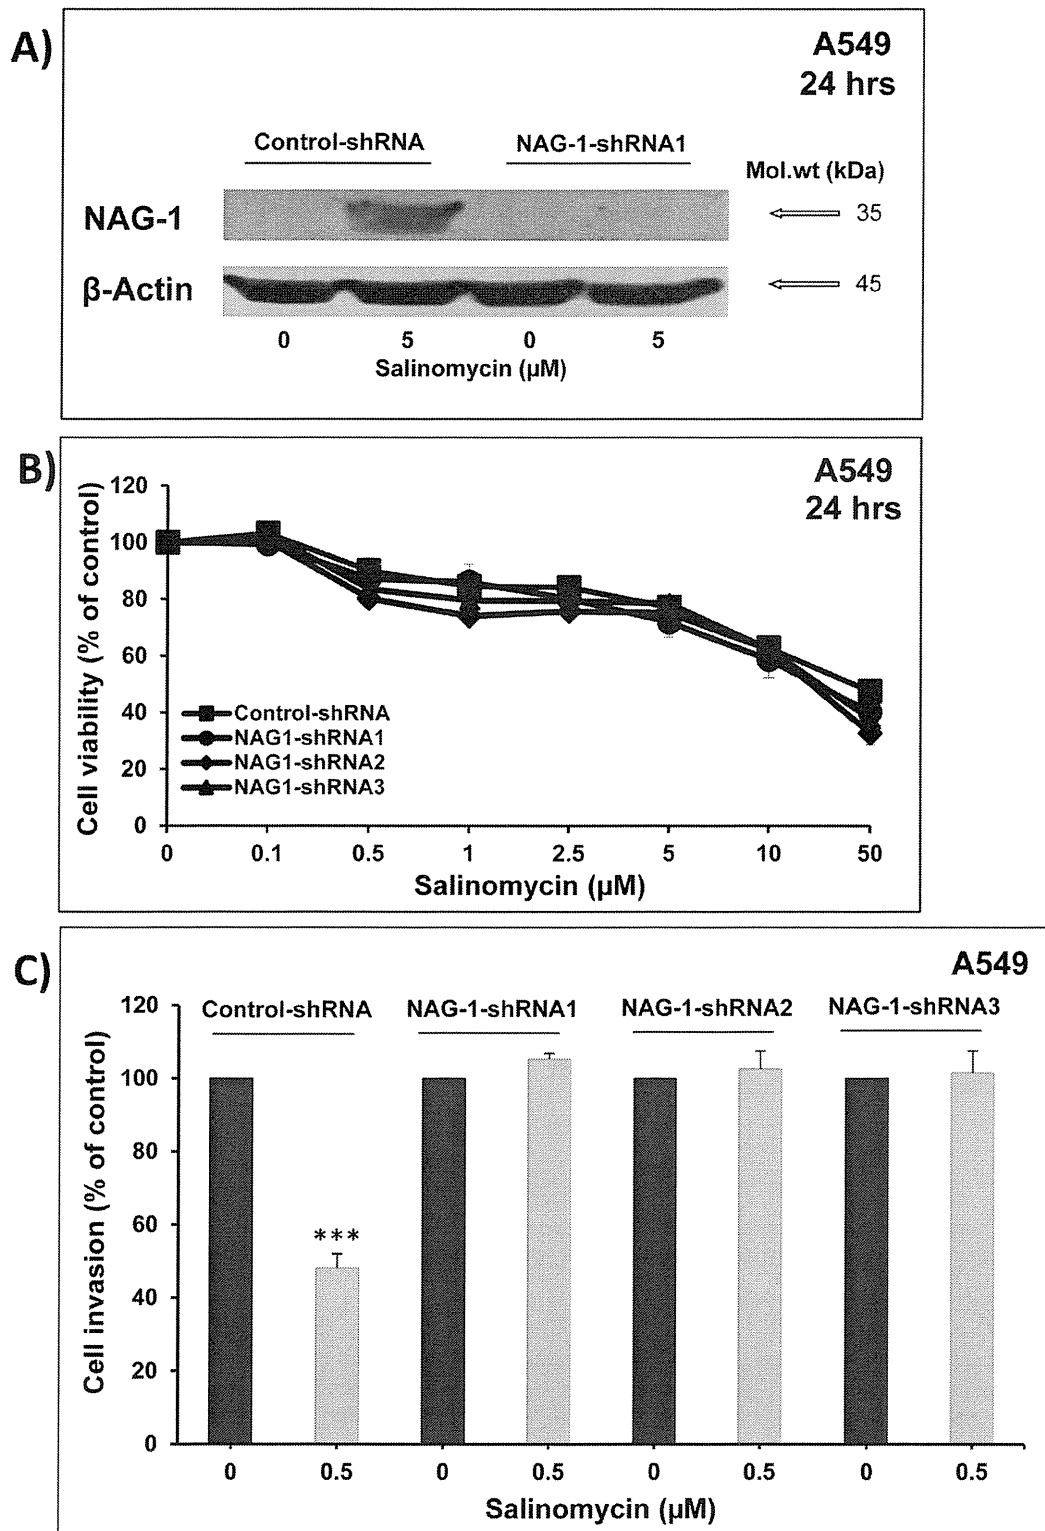 A)
A549
24 hrs
Control-shRNA NAG-1-shRNA1
Mol.wt (kDa)
NAG-1 35
β-Actin 45
0 5 0 5
Salinomycin (µM)
B)
A549
24 hrs
Cell viability (% of control)
120
100
80
60
40
20
0
Control-shRNA
NAG1-shRNA1
NAG1-shRNA2
NAG1-shRNA3
0 0.1 0.5 1 2.5 5 10 50
Salinomycin (µM)
C)
A549
Control-shRNA NAG-1-shRNA1 NAG-1-shRNA2 NAG-1-shRNA3
Cell invasion (% of control)
120
100
80
60
40
20
0
***
0 0.5 0 0.5 0 0.5 0 0.5
Salinomycin (µM)